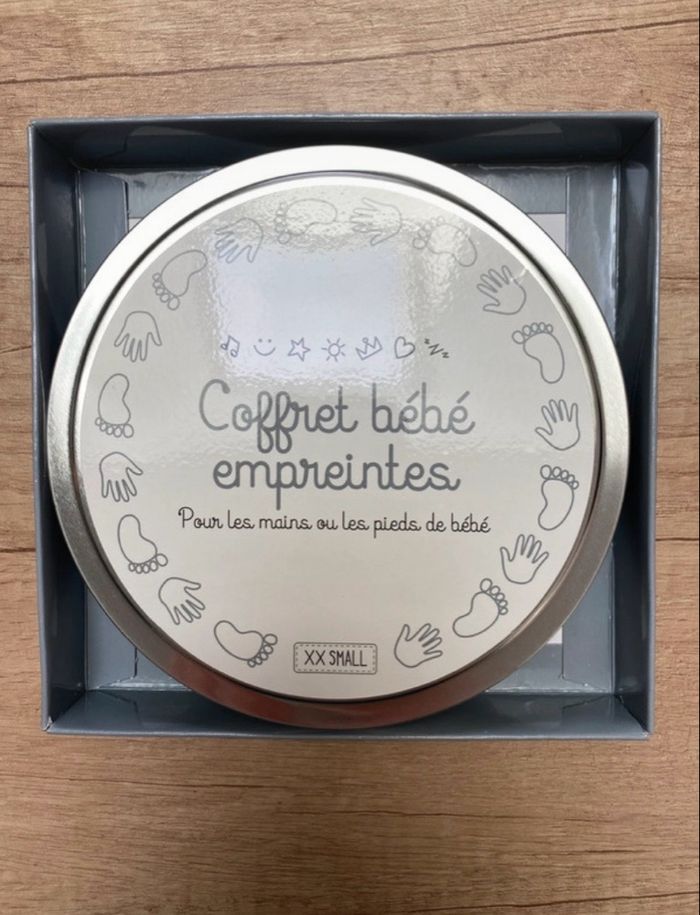 Coffret bébé
empreintes
Pour les mains ou les pieds de bébé
XX SMALL